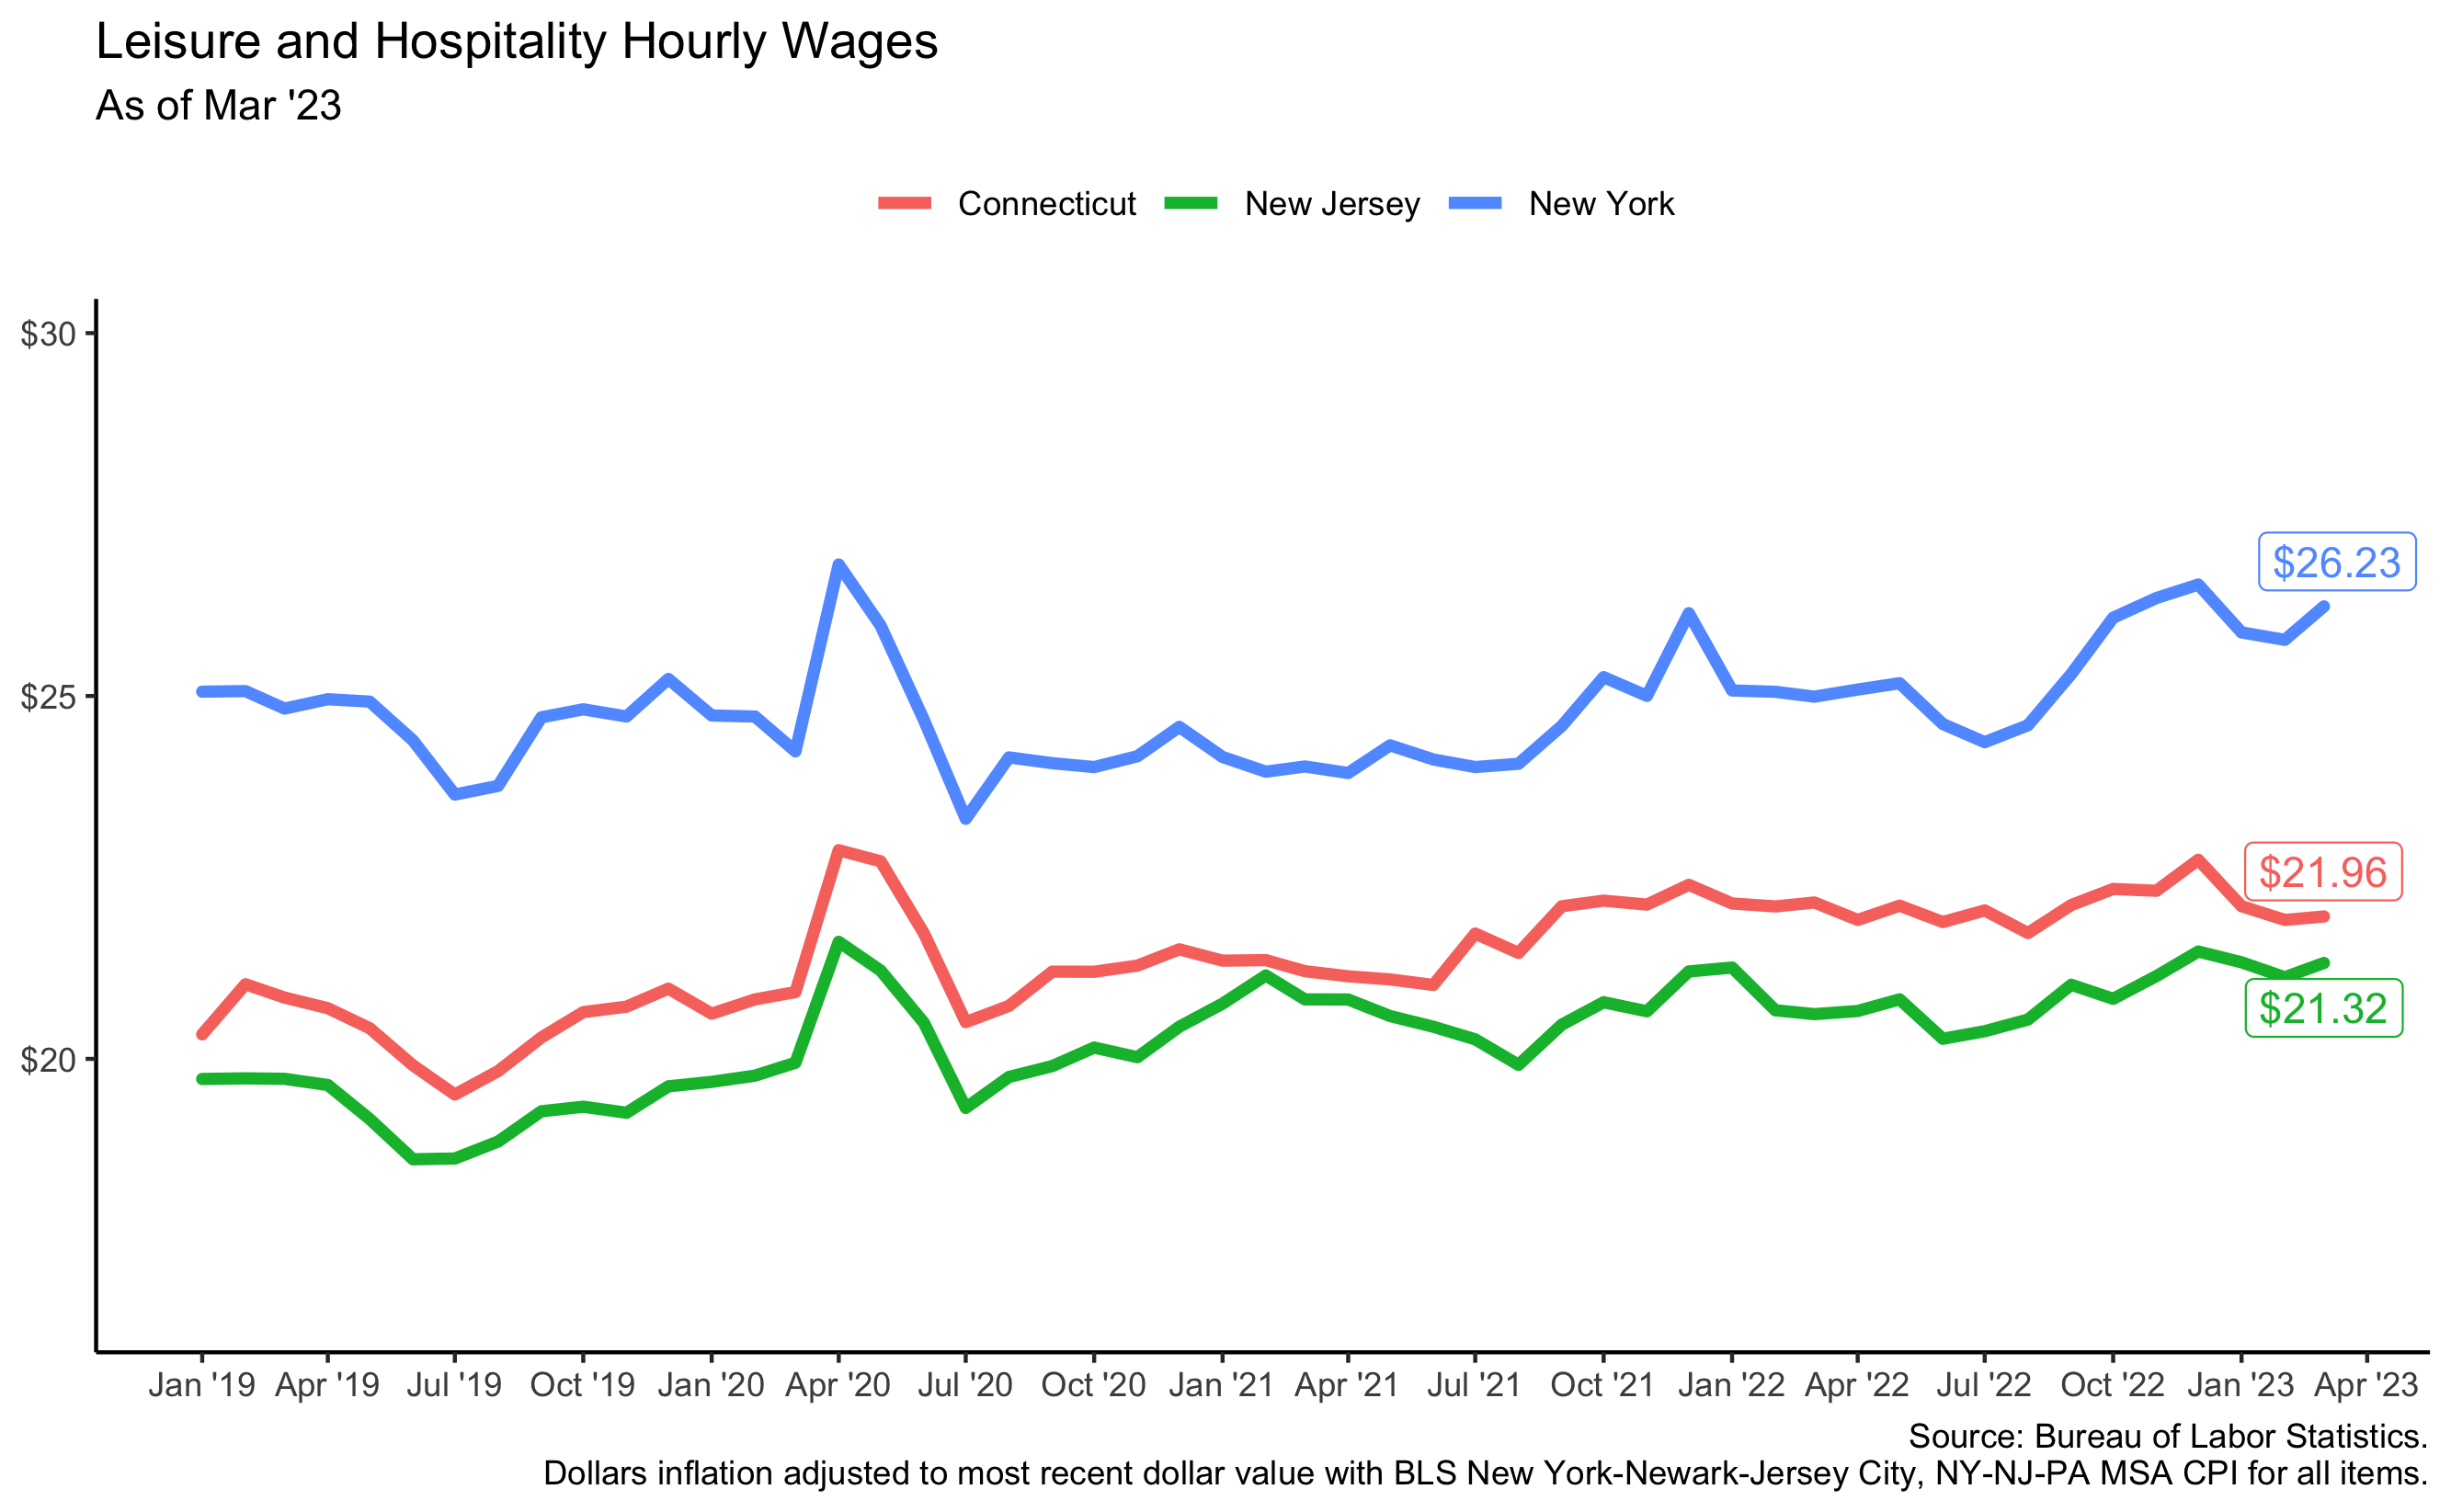 Leisure and Hospitality Hourly Wages
As of Mar '23
Connecticut New Jersey New York
$30
$25
$20
$26.23
$21.96
$21.32
Jan '19 Apr '19 Jul '19 Oct '19 Jan '20 Apr '20 Jul '20 Oct '20 Jan '21 Apr '21 Jul '21 Oct '21 Jan '22 Apr '22 Jul '22 Oct '22 Jan '23 Apr '23
Source: Bureau of Labor Statistics.
Dollars inflation adjusted to most recent dollar value with BLS New York-Newark-Jersey City, NY-NJ-PA MSA CPI for all items.